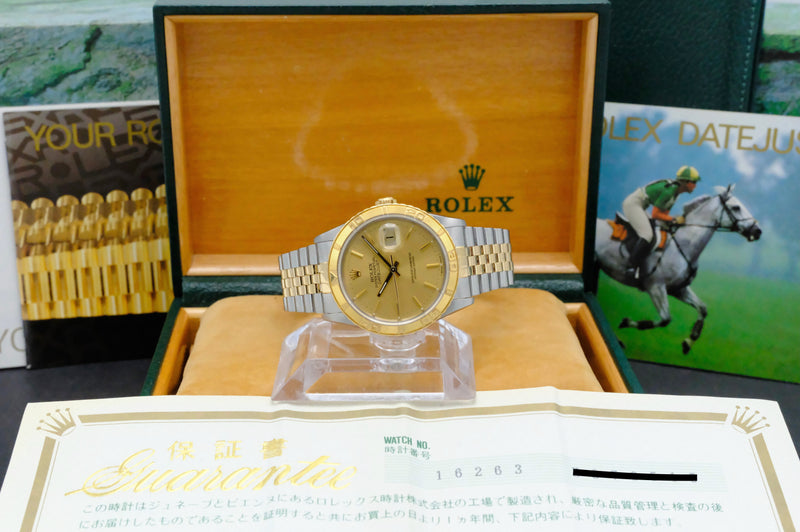 YOUR RO
ROLEX
OLEX DATEJUS
ROLEX
保証書
Guarantee
WATCH NO.
時計番号
16263
この時計はジュネーブとビエンヌにあるロレックス時計株式会社の工場で製造され、厳密な品質管理と検査の後
にお届けしたものであることを証明すると共にお買上の日より1カ年間、下記内容により保証致します。